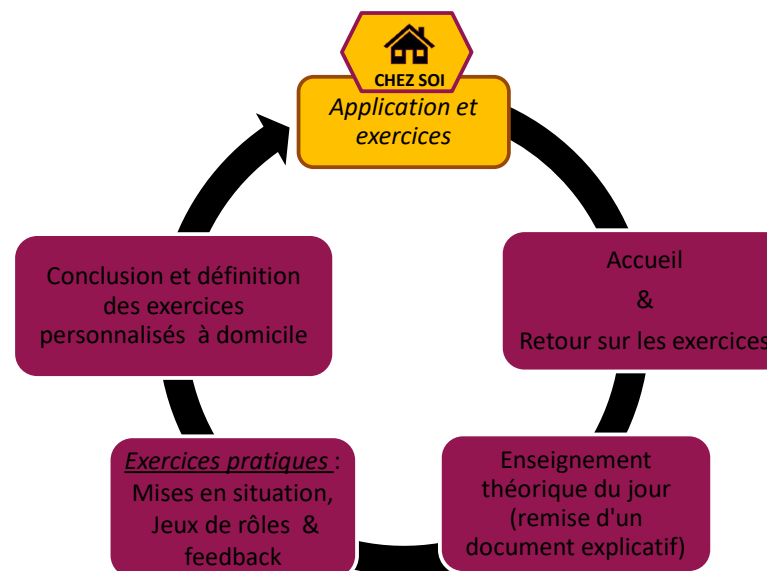 CHEZ SOI
Application et
exercices
Accueil
&
Retour sur les exercices
Enseignement
théorique du jour
(remise d'un
document explicatif)
Exercices pratiques :
Mises en situation,
Jeux de rôles & 
feedback
Conclusion et définition
des exercices
personnalisés à domicile